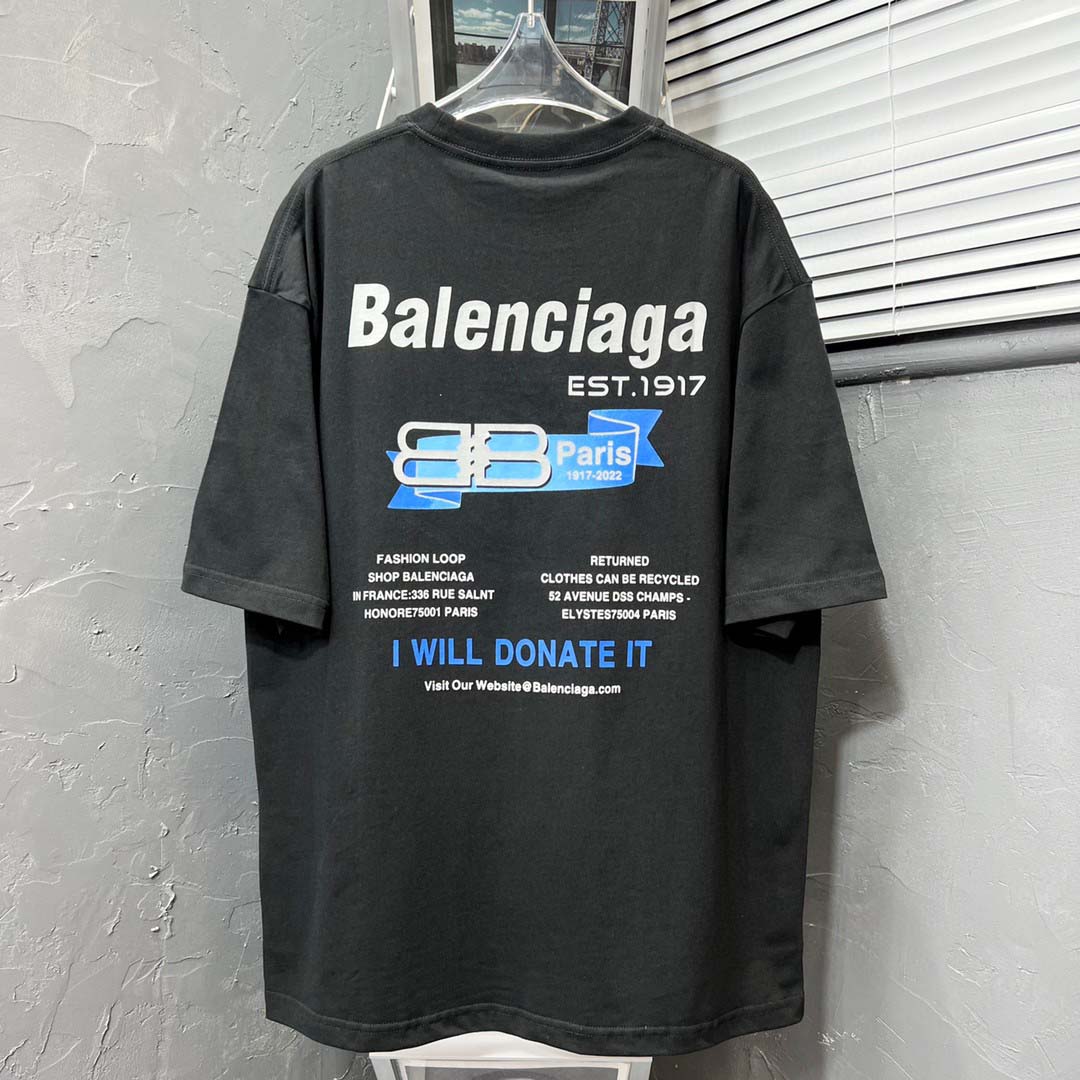 Balenciaga
EST.1917
BB Paris
1917-2022
FASHION LOOP
SHOP BALENCIAGA
IN FRANCE:336 RUE SALNT
HONORE75001 PARIS
RETURNED
CLOTHES CAN BE RECYCLED
52 AVENUE DSS CHAMPS -
ELYSTES75004 PARIS
I WILL DONATE IT
Visit Our Website@Balenciaga.com